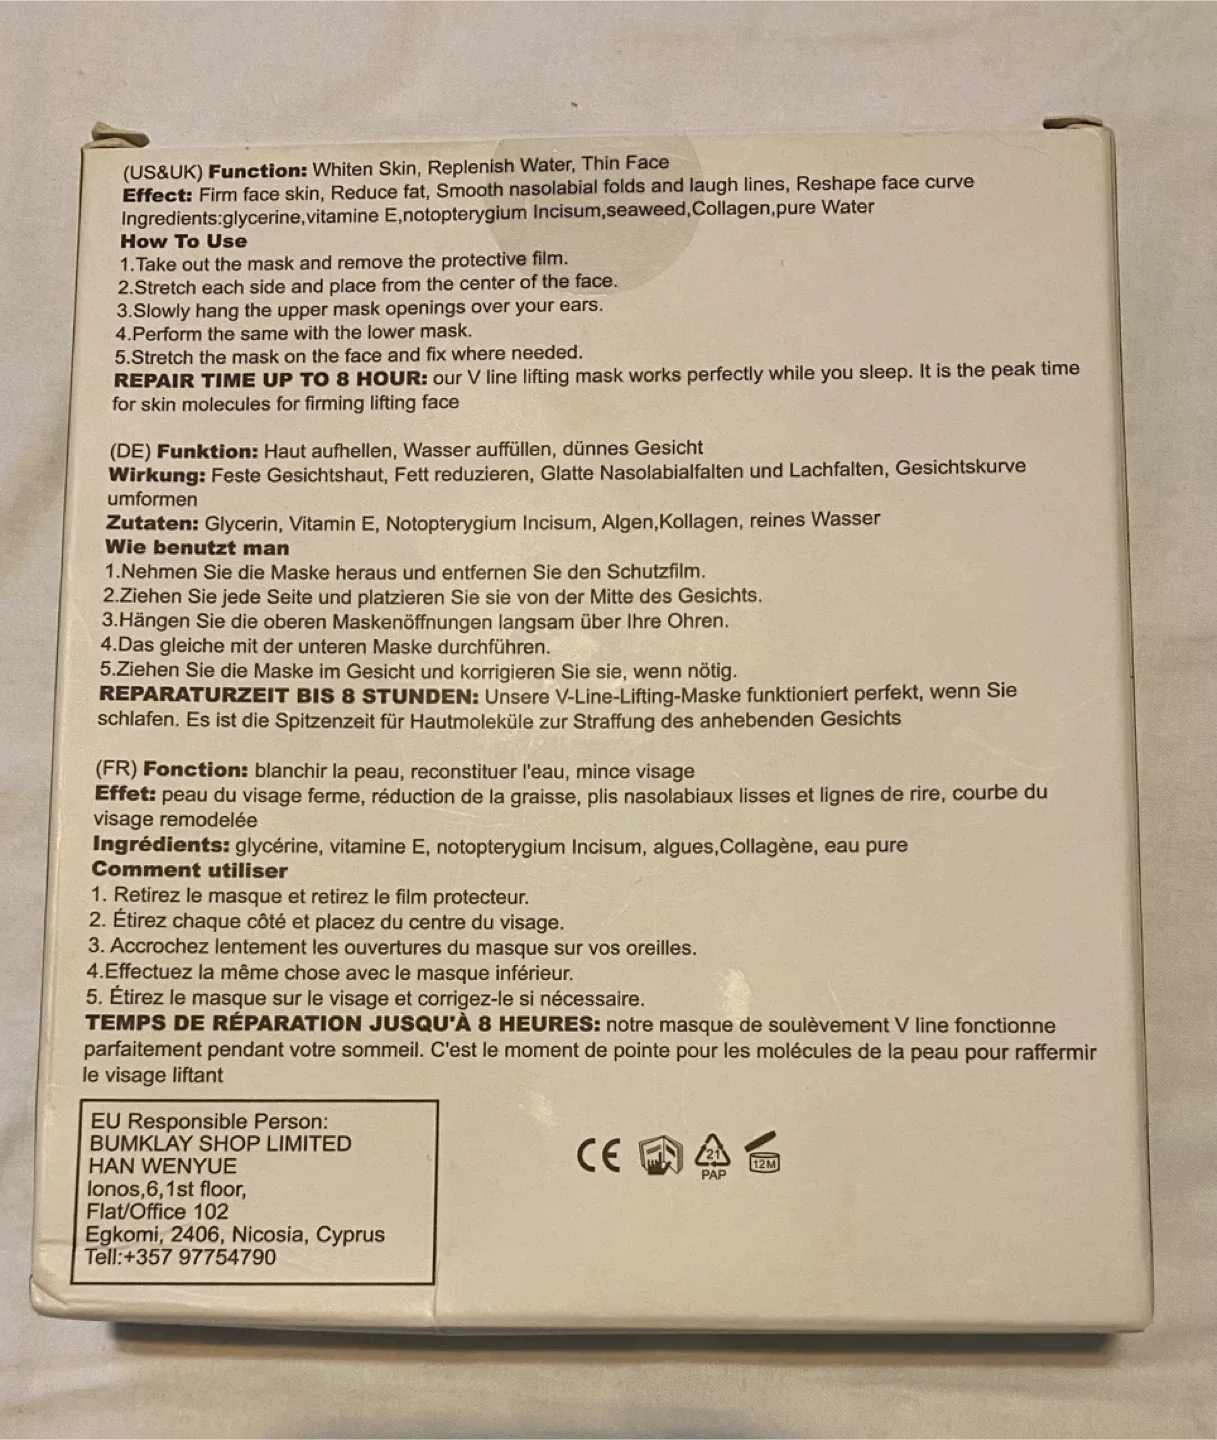 (US&UK) Function: Whiten Skin, Replenish Water, Thin Face
Effect: Firm face skin, Reduce fat, Smooth nasolabial folds and laugh lines, Reshape face curve
Ingredients:glycerine,vitamine E,notopterygium Incisum,seaweed,Collagen,pure Water
How To Use
1.Take out the mask and remove the protective film.
2.Stretch each side and place from the center of the face.
3.Slowly hang the upper mask openings over your ears.
4.Perform the same with the lower mask.
5.Stretch the mask on the face and fix where needed.
REPAIR TIME UP TO 8 HOUR: our V line lifting mask works perfectly while you sleep. It is the peak time
for skin molecules for firming lifting face
(DE) Funktion: Haut aufhellen, Wasser auffüllen, dünnes Gesicht
Wirkung: Feste Gesichtshaut, Fett reduzieren, Glatte Nasolabialfalten und Lachfalten, Gesichtskurve
umformen
Zutaten: Glycerin, Vitamin E, Notopterygium Incisum, Algen,Kollagen, reines Wasser
Wie benutzt man
1.Nehmen Sie die Maske heraus und entfernen Sie den Schutzfilm.
2.Ziehen Sie jede Seite und platzieren Sie sie von der Mitte des Gesichts.
3.Hängen Sie die oberen Maskenöffnungen langsam über Ihre Ohren.
4.Das gleiche mit der unteren Maske durchführen.
5.Ziehen Sie die Maske im Gesicht und korrigieren Sie sie, wenn nötig.
REPARATURZEIT BIS 8 STUNDEN: Unsere V-Line-Lifting-Maske funktioniert perfekt, wenn Sie
schlafen. Es ist die Spitzenzeit für Hautmoleküle zur Straffung des anhebenden Gesichts
(FR) Fonction: blanchir la peau, reconstituer l'eau, mince visage
Effet: peau du visage ferme, réduction de la graisse, plis nasolabiaux lisses et lignes de rire, courbe du
visage remodelée
Ingrédients: glycérine, vitamine E, notopterygium Incisum, algues,Collagène, eau pure
Comment utiliser
1. Retirez le masque et retirez le film protecteur.
2. Étirez chaque côté et placez du centre du visage.
3. Accrochez lentement les ouvertures du masque sur vos oreilles.
4.Effectuez la même chose avec le masque inférieur.
5. Étirez le masque sur le visage et corrigez-le si nécessaire.
TEMPS DE RÉPARATION JUSQU'À 8 HEURES: notre masque de soulèvement V line fonctionne
parfaitement pendant votre sommeil. C'est le moment de pointe pour les molécules de la peau pour raffermir
le visage liftant
EU Responsible Person:
BUMKLAY SHOP LIMITED
HAN WENYUE
Ionos,6,1st floor,
Flat/Office 102
Egkomi, 2406, Nicosia, Cyprus
Tell:+357 97754790
CE
21
PAP
12M